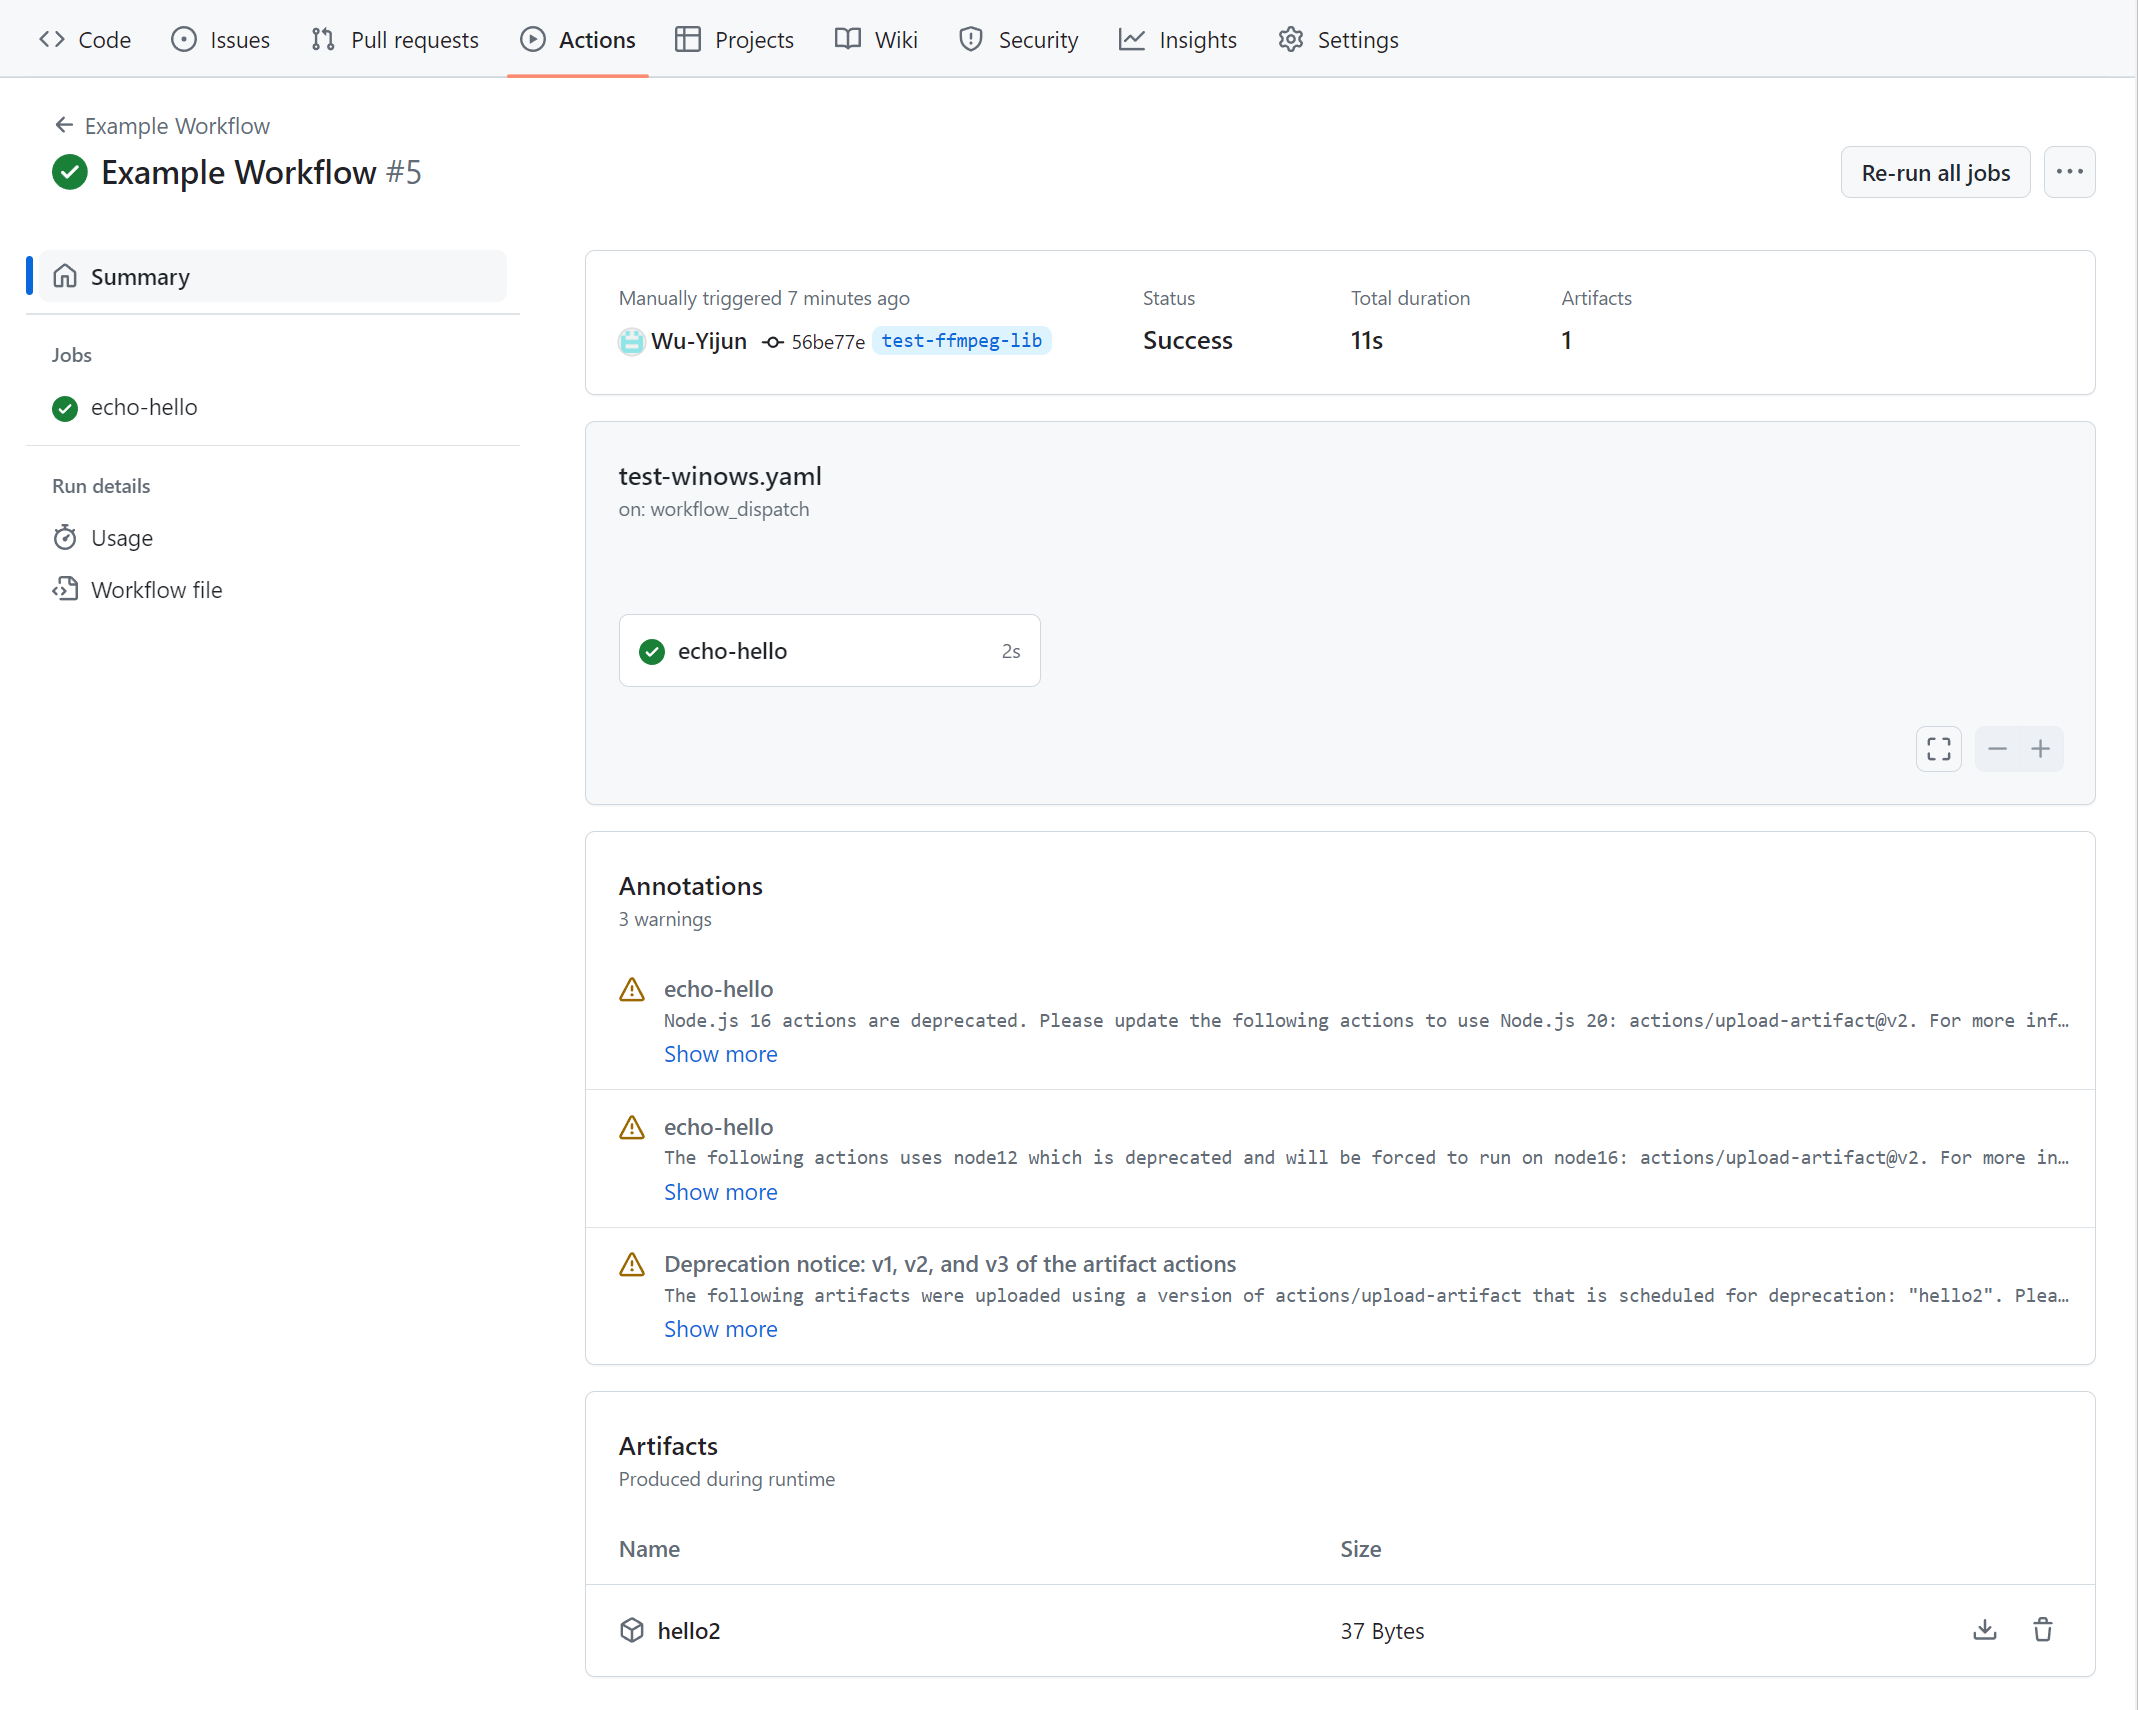 Code Issues Pull requests Actions Projects Wiki Security Insights Settings
Example Workflow
Example Workflow #5
Re-run all jobs
Summary
Jobs
echo-hello
Run details
Usage
Workflow file
Manually triggered 7 minutes ago
Wu-Yijun 56be77e test-ffmpeg-lib
Status
Success
Total duration
11s
Artifacts
1
test-winows.yaml
on: workflow_dispatch
echo-hello 2s
Annotations
3 warnings
echo-hello
Node.js 16 actions are deprecated. Please update the following actions to use Node.js 20: actions/upload-artifact@v2. For more inf…
Show more
echo-hello
The following actions uses node12 which is deprecated and will be forced to run on node16: actions/upload-artifact@v2. For more in…
Show more
Deprecation notice: v1, v2, and v3 of the artifact actions
The following artifacts were uploaded using a version of actions/upload-artifact that is scheduled for deprecation: "hello2". Plea…
Show more
Artifacts
Produced during runtime
Name Size
hello2 37 Bytes